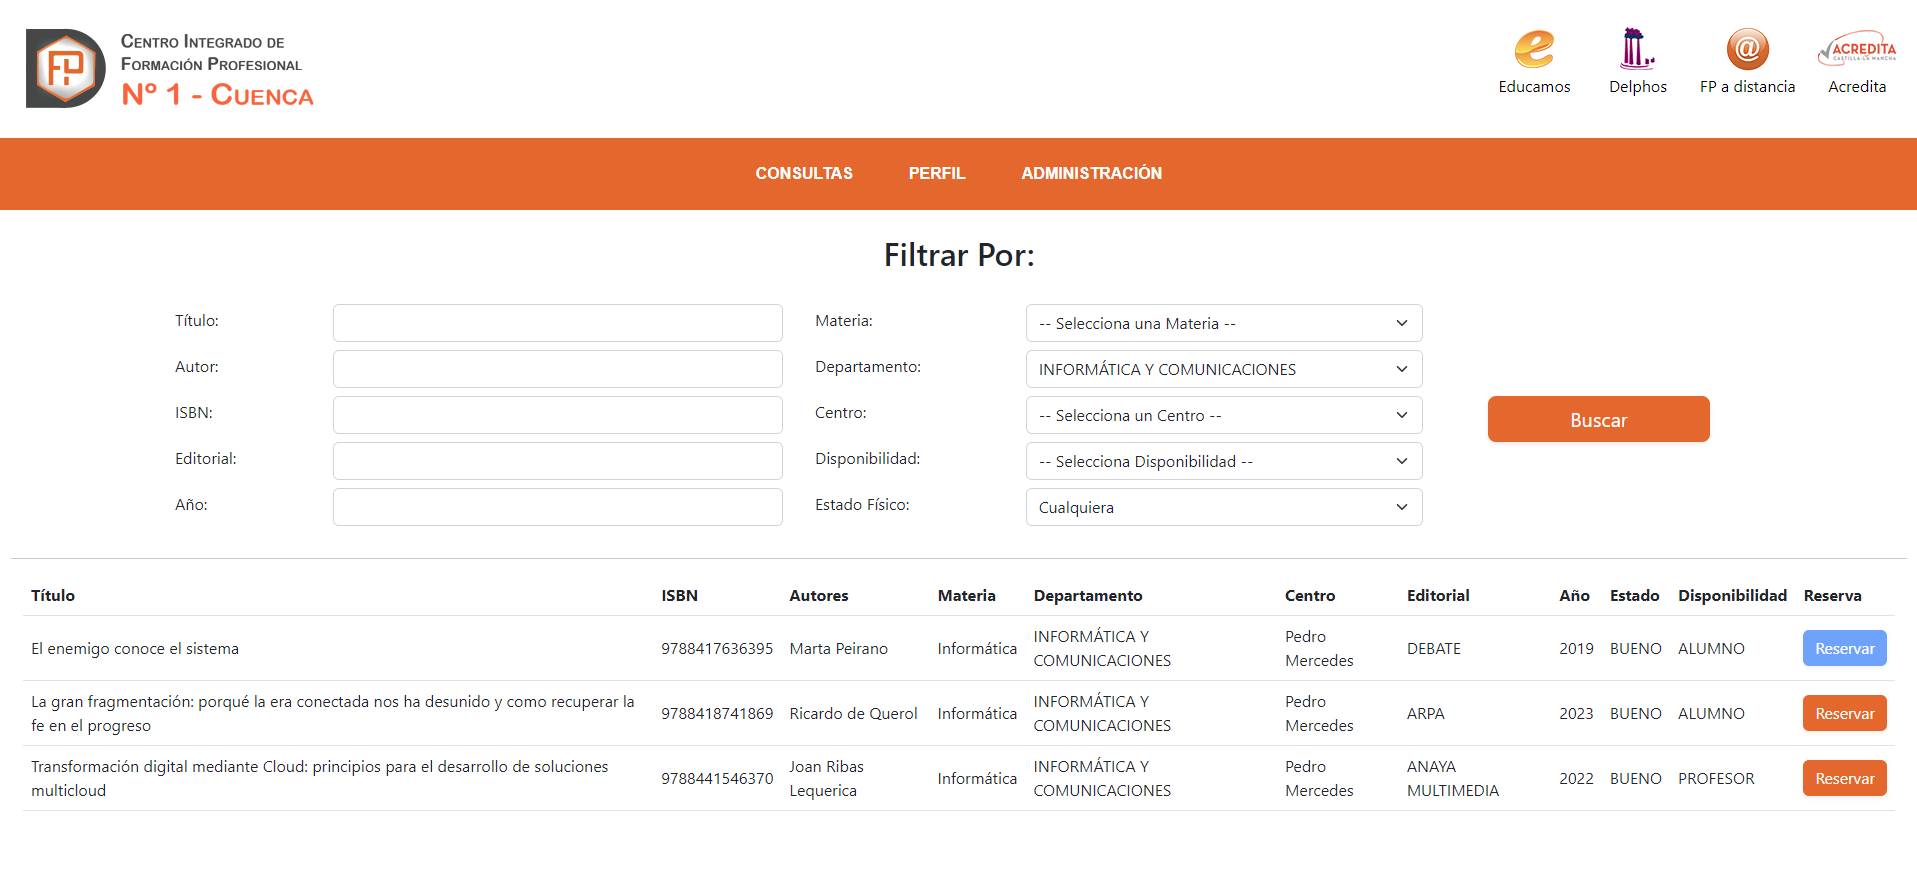 CENTRO INTEGRADO DE
FORMACIÓN PROFESIONAL
Nº 1 - CUENCA
FP
Educamos
Delphos
@
FP a distancia
ACREDITA
CASTILLA-LA MANCHA
Acredita
CONSULTAS PERFIL ADMINISTRACIÓN
Filtrar Por:
Título: Materia: -- Selecciona una Materia --
Autor: Departamento: INFORMÁTICA Y COMUNICACIONES
ISBN: Centro: -- Selecciona un Centro --
Buscar
Editorial: Disponibilidad: -- Selecciona Disponibilidad --
Año: Estado Físico: Cualquiera
Título ISBN Autores Materia Departamento Centro Editorial Año Estado Disponibilidad Reserva
El enemigo conoce el sistema 9788417636395 Marta Peirano Informática INFORMÁTICA Y Pedro DEBATE 2019 BUENO ALUMNO Reservar
COMUNICACIONES Mercedes
La gran fragmentación: porqué la era conectada nos ha desunido y como recuperar la 9788418741869 Ricardo de Querol Informática INFORMÁTICA Y Pedro ARPA 2023 BUENO ALUMNO Reservar
fe en el progreso COMUNICACIONES Mercedes
Transformación digital mediante Cloud: principios para el desarrollo de soluciones 9788441546370 Joan Ribas Informática INFORMÁTICA Y Pedro ANAYA 2022 BUENO PROFESOR Reservar
multicloud Lequerica COMUNICACIONES Mercedes MULTIMEDIA